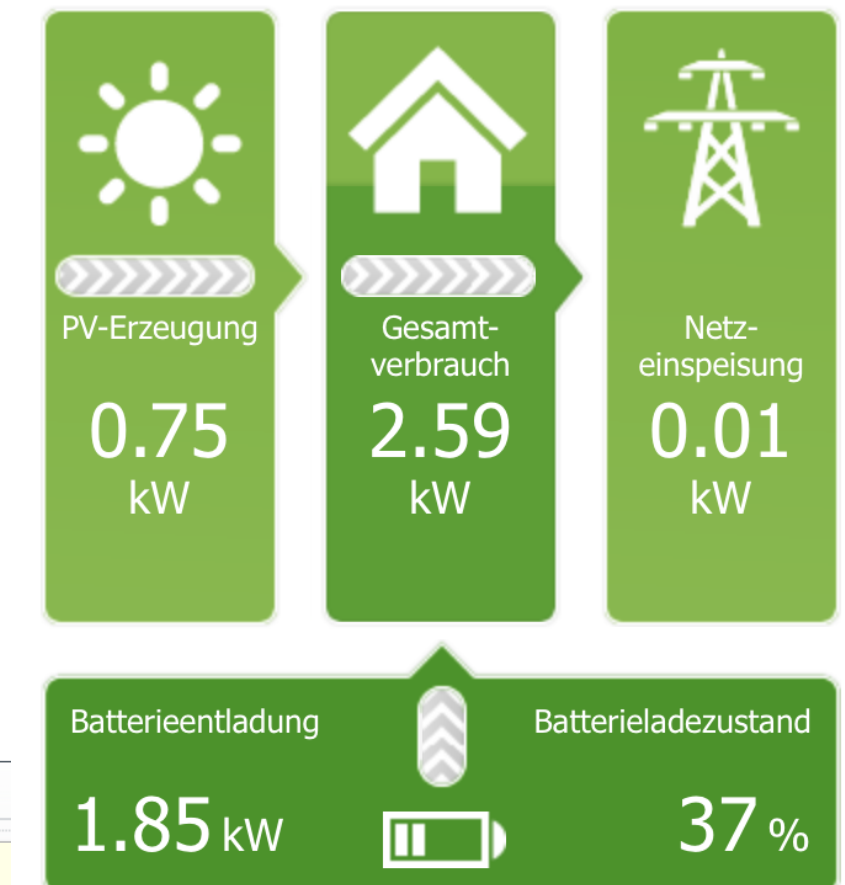 PV-Erzeugung
0.75
kW
Gesamt-
verbrauch
2.59
kW
Netz-
einspeisung
0.01
kW
Batterieentladung
1.85 kW
Batterieladezustand
37 %